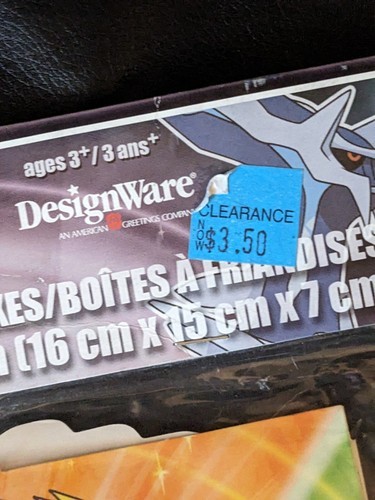 ages 3+/3 ans+
DesignWare®
AN AMERICAN GREETINGS COMPANY
CLEARANCE
NOW
$3.50
XES/BOÎTES À FRIANDISES
(16 cm x 15 cm x 7 cm